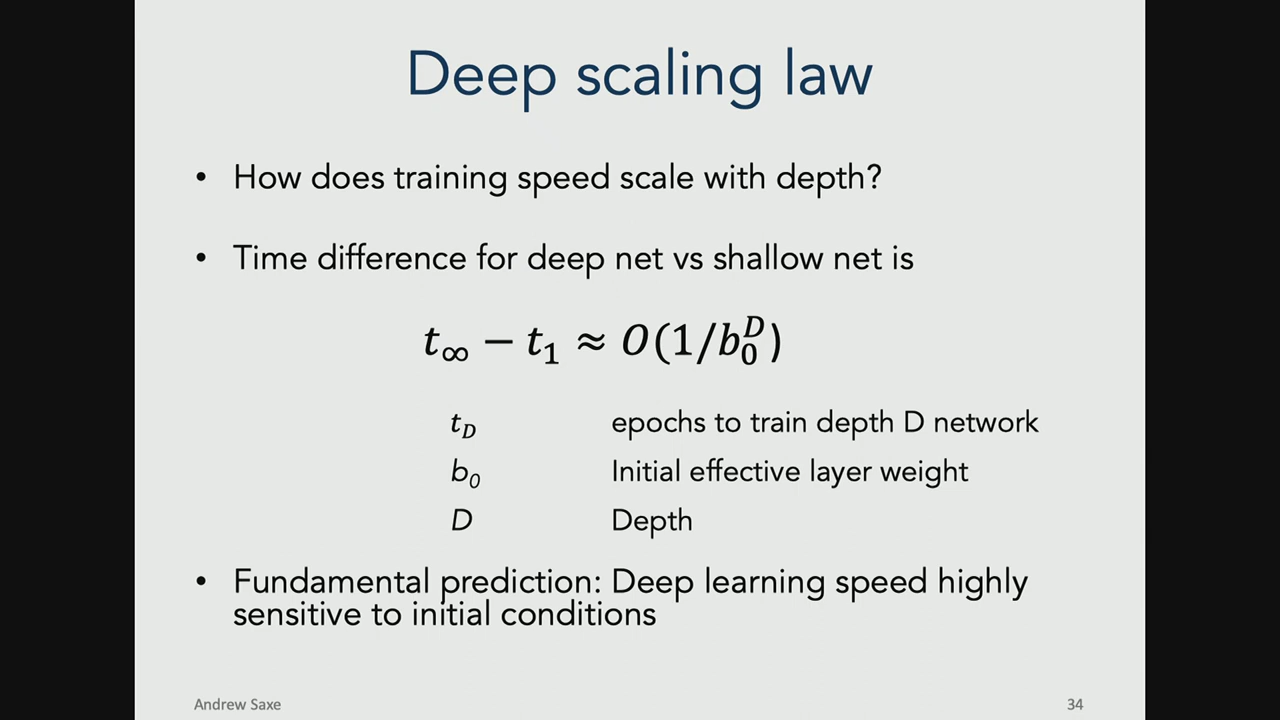 Deep scaling law
• How does training speed scale with depth?
• Time difference for deep net vs shallow net is
t∞ − t₁ ≈ O(1/b₀ᴰ)
t_D epochs to train depth D network
b₀ Initial effective layer weight
D Depth
• Fundamental prediction: Deep learning speed highly
sensitive to initial conditions
Andrew Saxe 34